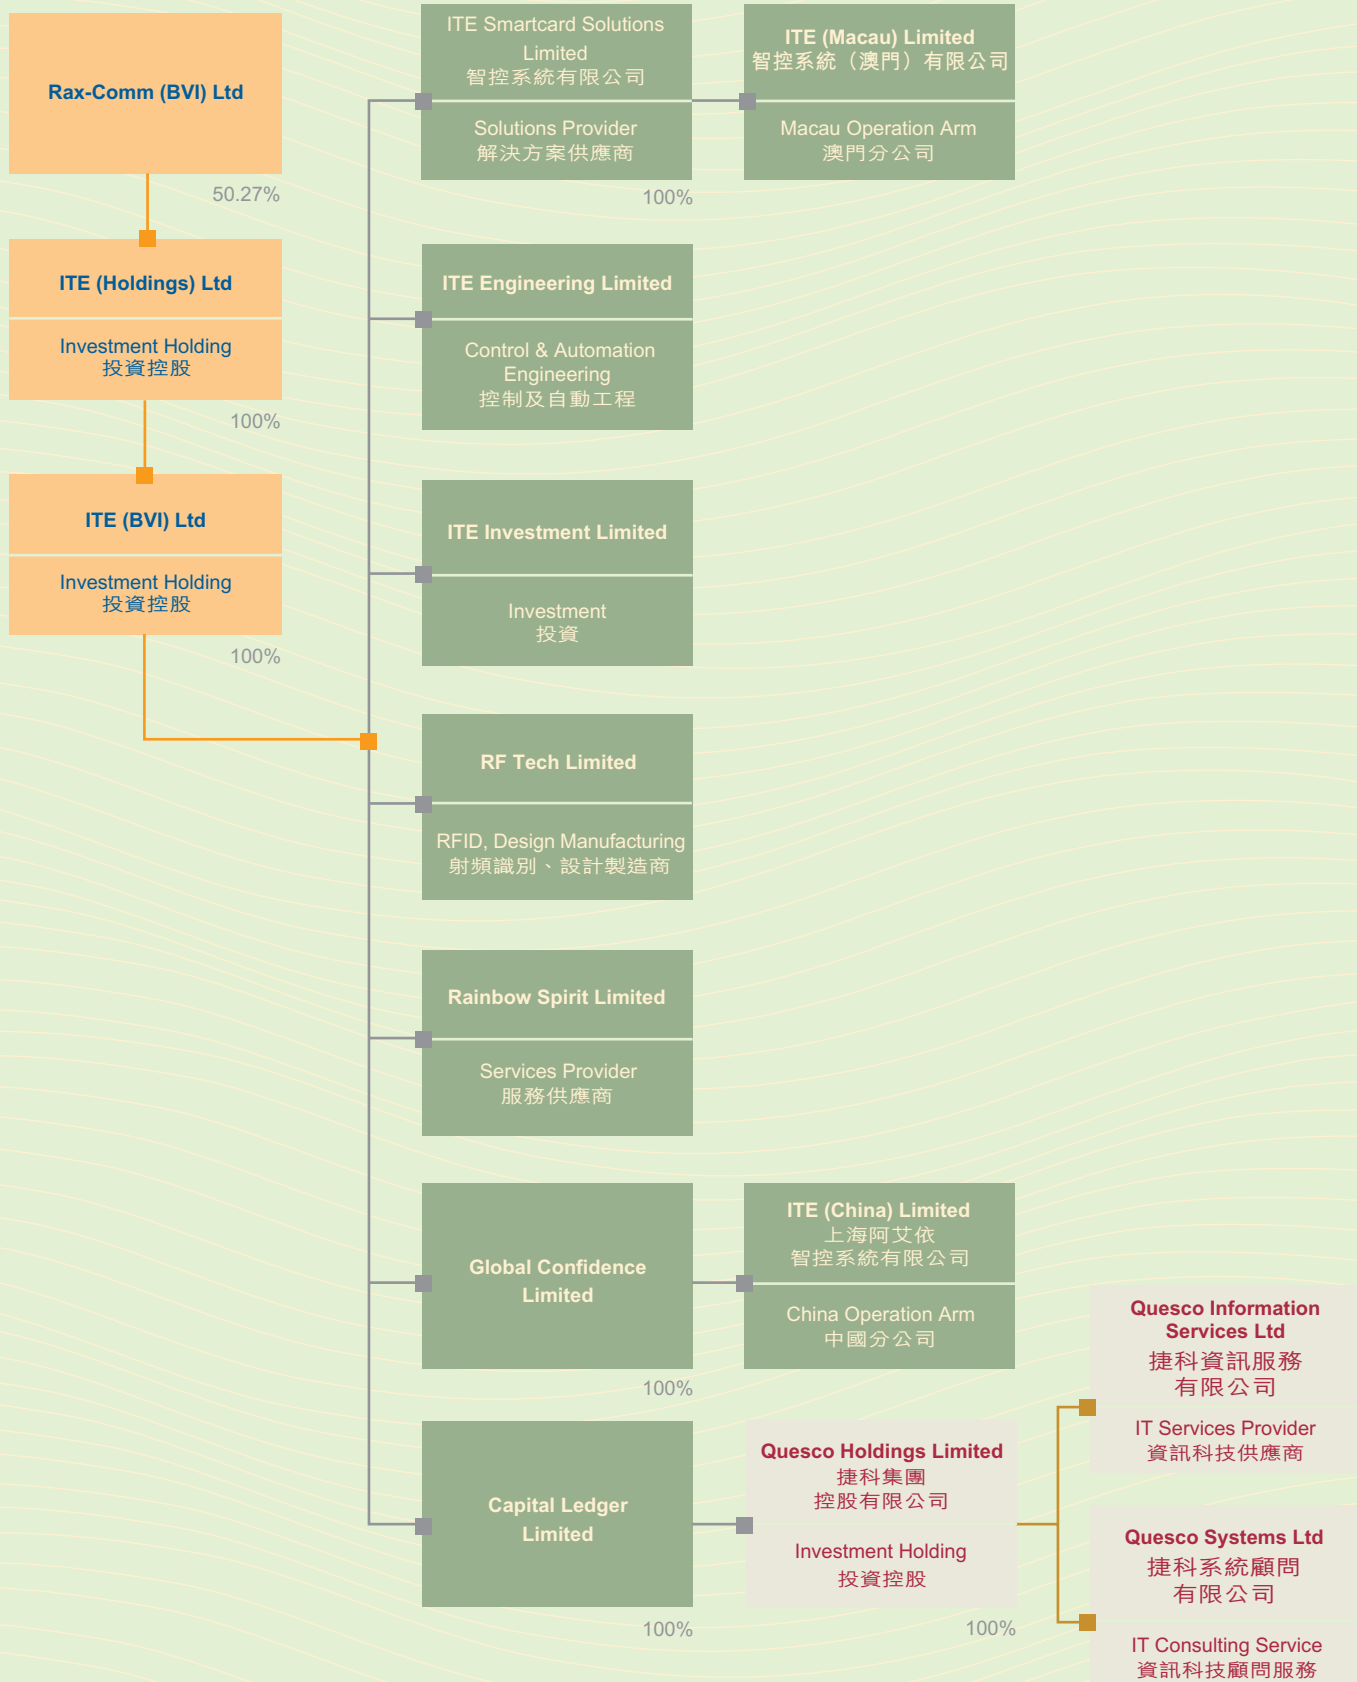 Rax-Comm (BVI) Ltd
50.27%
ITE (Holdings) Ltd
Investment Holding
投資控股
100%
ITE (BVI) Ltd
Investment Holding
投資控股
100%
ITE Smartcard Solutions
Limited
智控系統有限公司
Solutions Provider
解決方案供應商
100%
ITE (Macau) Limited
智控系統（澳門）有限公司
Macau Operation Arm
澳門分公司
ITE Engineering Limited
Control & Automation
Engineering
控制及自動工程
ITE Investment Limited
Investment
投資
RF Tech Limited
RFID, Design Manufacturing
射頻識別、設計製造商
Rainbow Spirit Limited
Services Provider
服務供應商
Global Confidence
Limited
100%
ITE (China) Limited
上海阿艾依
智控系統有限公司
China Operation Arm
中國分公司
Capital Ledger
Limited
100%
Quesco Holdings Limited
捷科集團
控股有限公司
Investment Holding
投資控股
100%
Quesco Information
Services Ltd
捷科資訊服務
有限公司
IT Services Provider
資訊科技供應商
Quesco Systems Ltd
捷科系統顧問
有限公司
IT Consulting Service
資訊科技顧問服務